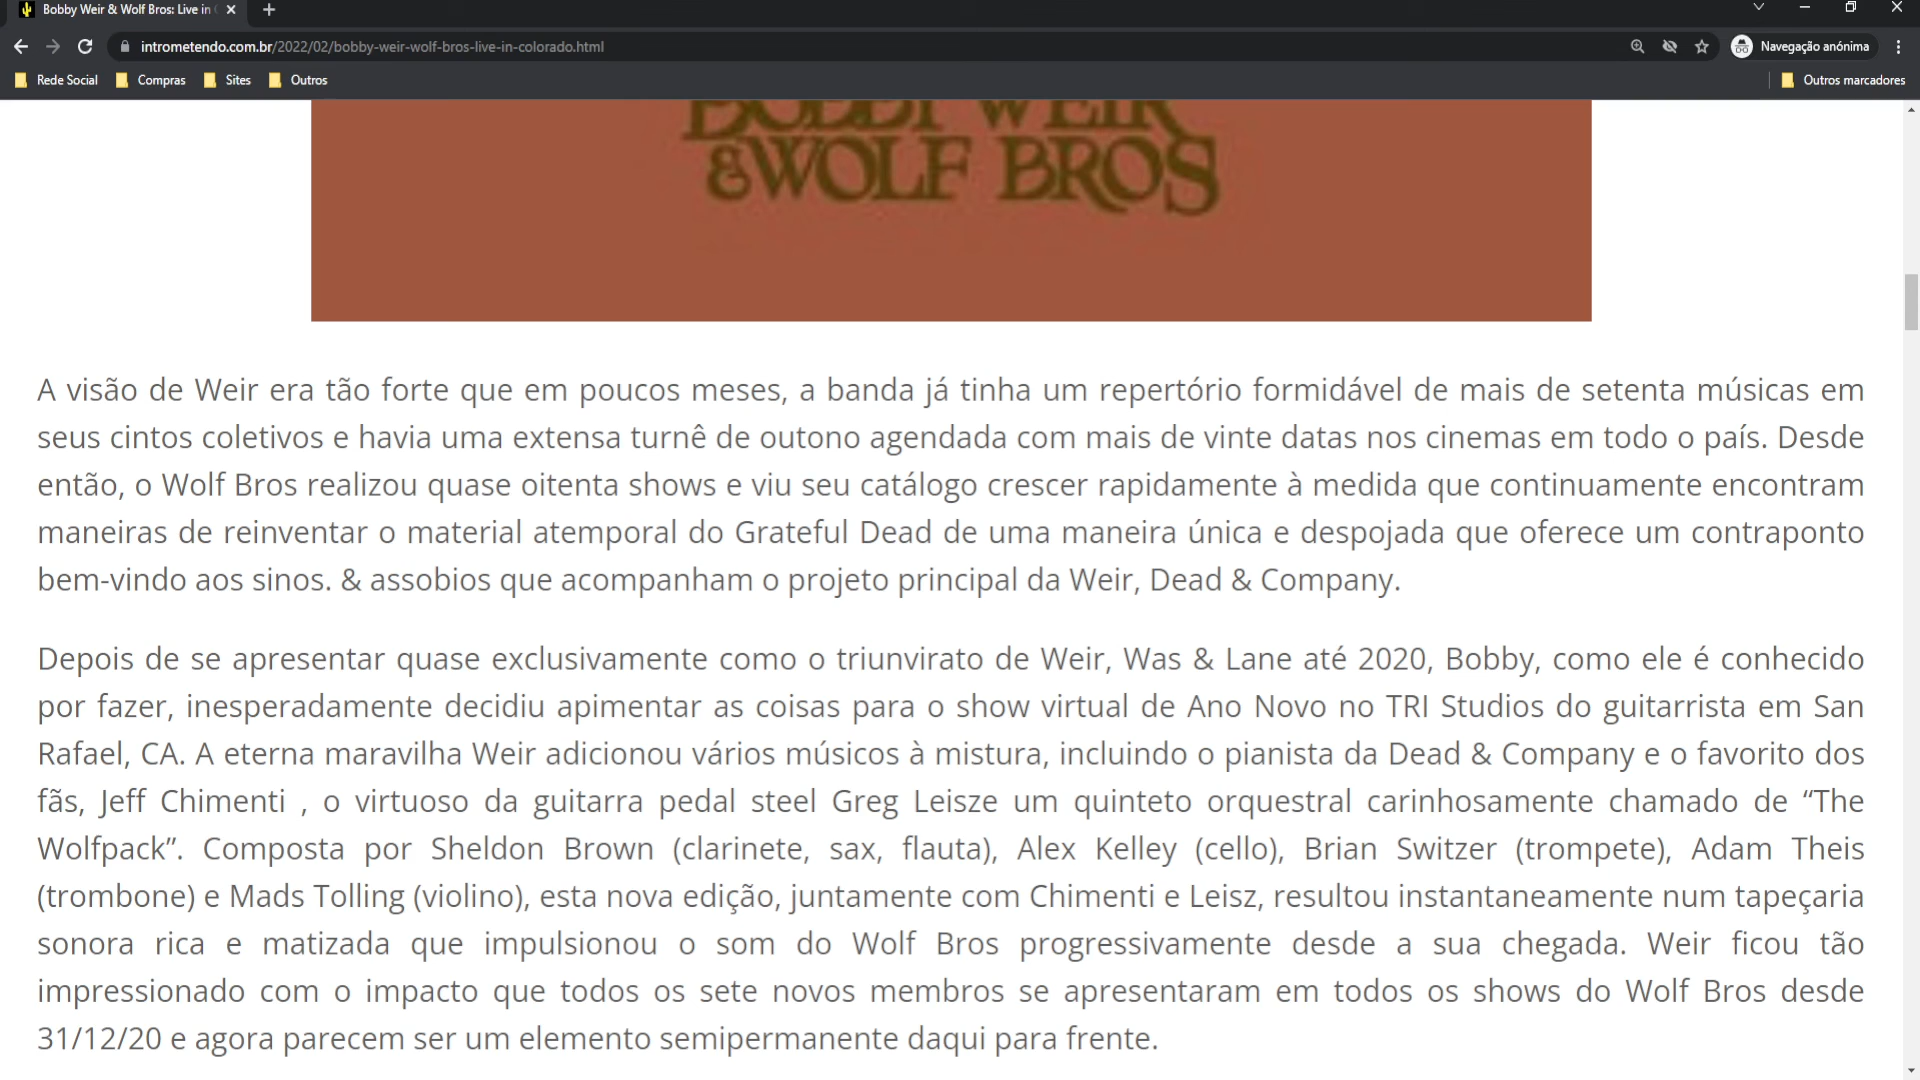 Bobby Weir & Wolf Bros: Live in
intrometendo.com.br/2022/02/bobby-weir-wolf-bros-live-in-colorado.html
Navegação anónima
Rede Social
Compras
Sites
Outros
Outros marcadores
BOBBY WEIR
& WOLF BROS
A visão de Weir era tão forte que em poucos meses, a banda já tinha um repertório formidável de mais de setenta músicas em
seus cintos coletivos e havia uma extensa turnê de outono agendada com mais de vinte datas nos cinemas em todo o país. Desde
então, o Wolf Bros realizou quase oitenta shows e viu seu catálogo crescer rapidamente à medida que continuamente encontram
maneiras de reinventar o material atemporal do Grateful Dead de uma maneira única e despojada que oferece um contraponto
bem-vindo aos sinos. & assobios que acompanham o projeto principal da Weir, Dead & Company.
Depois de se apresentar quase exclusivamente como o triunvirato de Weir, Was & Lane até 2020, Bobby, como ele é conhecido
por fazer, inesperadamente decidiu apimentar as coisas para o show virtual de Ano Novo no TRI Studios do guitarrista em San
Rafael, CA. A eterna maravilha Weir adicionou vários músicos à mistura, incluindo o pianista da Dead & Company e o favorito dos
fãs, Jeff Chimenti , o virtuoso da guitarra pedal steel Greg Leisze um quinteto orquestral carinhosamente chamado de “The
Wolfpack”. Composta por Sheldon Brown (clarinete, sax, flauta), Alex Kelley (cello), Brian Switzer (trompete), Adam Theis
(trombone) e Mads Tolling (violino), esta nova edição, juntamente com Chimenti e Leisz, resultou instantaneamente num tapeçaria
sonora rica e matizada que impulsionou o som do Wolf Bros progressivamente desde a sua chegada. Weir ficou tão
impressionado com o impacto que todos os sete novos membros se apresentaram em todos os shows do Wolf Bros desde
31/12/20 e agora parecem ser um elemento semipermanente daqui para frente.